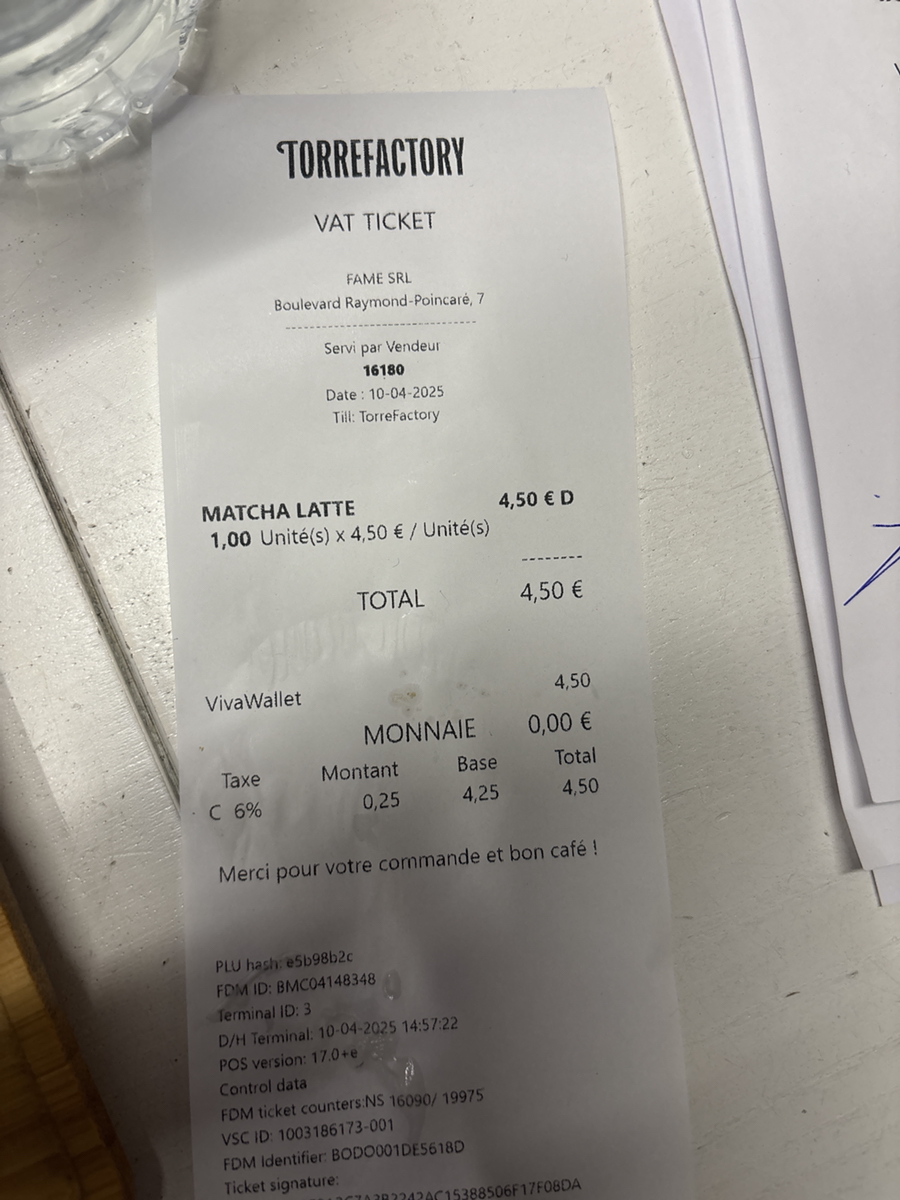 TORREFACTORY
VAT TICKET
FAME SRL
Boulevard Raymond-Poincaré, 7
--------------------------------
Servi par Vendeur
16180
Date : 10-04-2025
Till: TorreFactory
MATCHA LATTE 4,50 € D
1,00 Unité(s) x 4,50 € / Unité(s)
--------
TOTAL 4,50 €
VivaWallet 4,50
MONNAIE 0,00 €
Taxe Montant Base Total
C 6% 0,25 4,25 4,50
Merci pour votre commande et bon café !
PLU hash: e5b98b2c
FDM ID: BMC04148348
Terminal ID: 3
D/H Terminal: 10-04-2025 14:57:22
POS version: 17.0+e
Control data
FDM ticket counters:NS 16090/ 19975
VSC ID: 1003186173-001
FDM Identifier: BODO001DE5618D
Ticket signature: